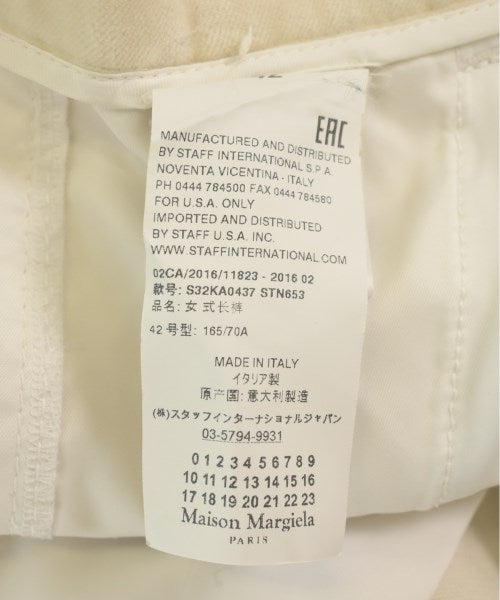 42
EAC
MANUFACTURED AND DISTRIBUTED
BY STAFF INTERNATIONAL S.P.A.
NOVENTA VICENTINA - ITALY
PH 0444 784500 FAX 0444 784580
FOR U.S.A. ONLY
IMPORTED AND DISTRIBUTED
BY STAFF U.S.A. INC.
WWW.STAFFINTERNATIONAL.COM
02CA/2016/11823 - 2016 02
款号: S32KA0437 STN653
品名: 女式长裤
42 号型: 165/70A
MADE IN ITALY
イタリア製
原产国: 意大利製造
(株)スタッフインターナショナルジャパン
03-5794-9931
0 1 2 3 4 5 6 7 8 9
10 11 12 13 14 15 16
17 18 19 20 21 22 23
Maison Margiela
PARIS